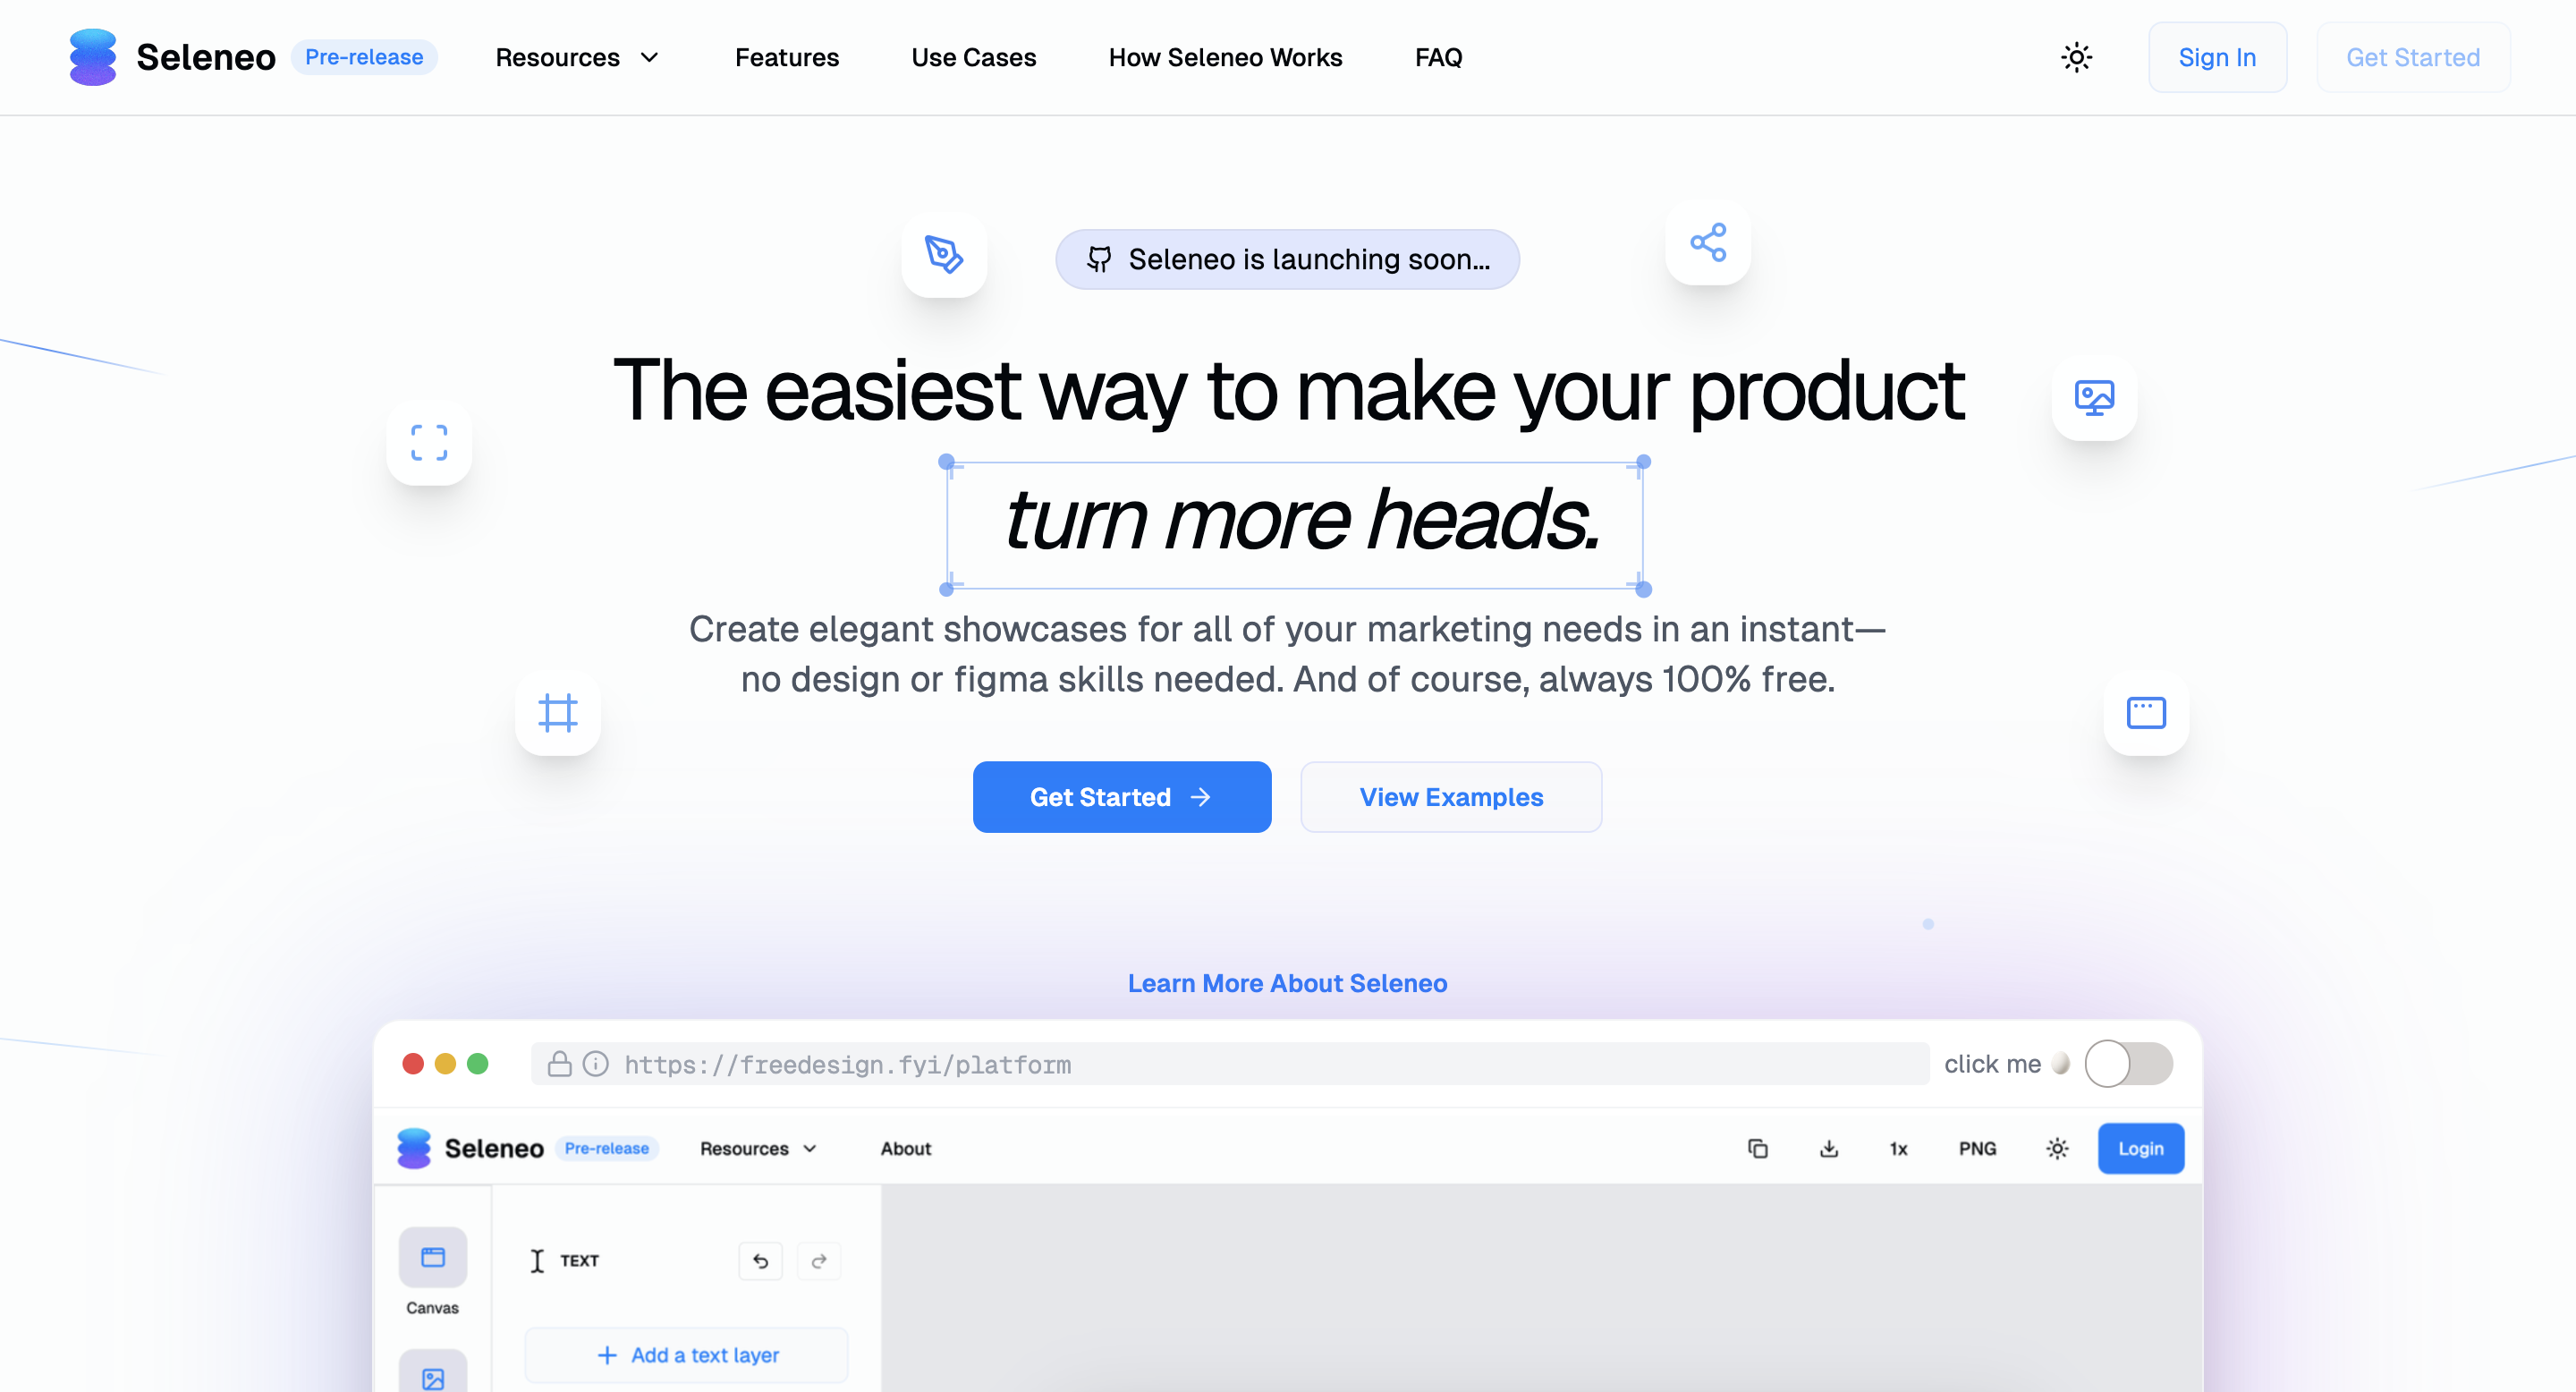 Seleneo Pre-release Resources Features Use Cases How Seleneo Works FAQ Sign In Get Started
Seleneo is launching soon...
The easiest way to make your product
turn more heads.
Create elegant showcases for all of your marketing needs in an instant—
no design or figma skills needed. And of course, always 100% free.
Get Started View Examples
Learn More About Seleneo
https://freedesign.fyi/platform click me
Seleneo Pre-release Resources About 1x PNG Login
TEXT
Canvas
Add a text layer